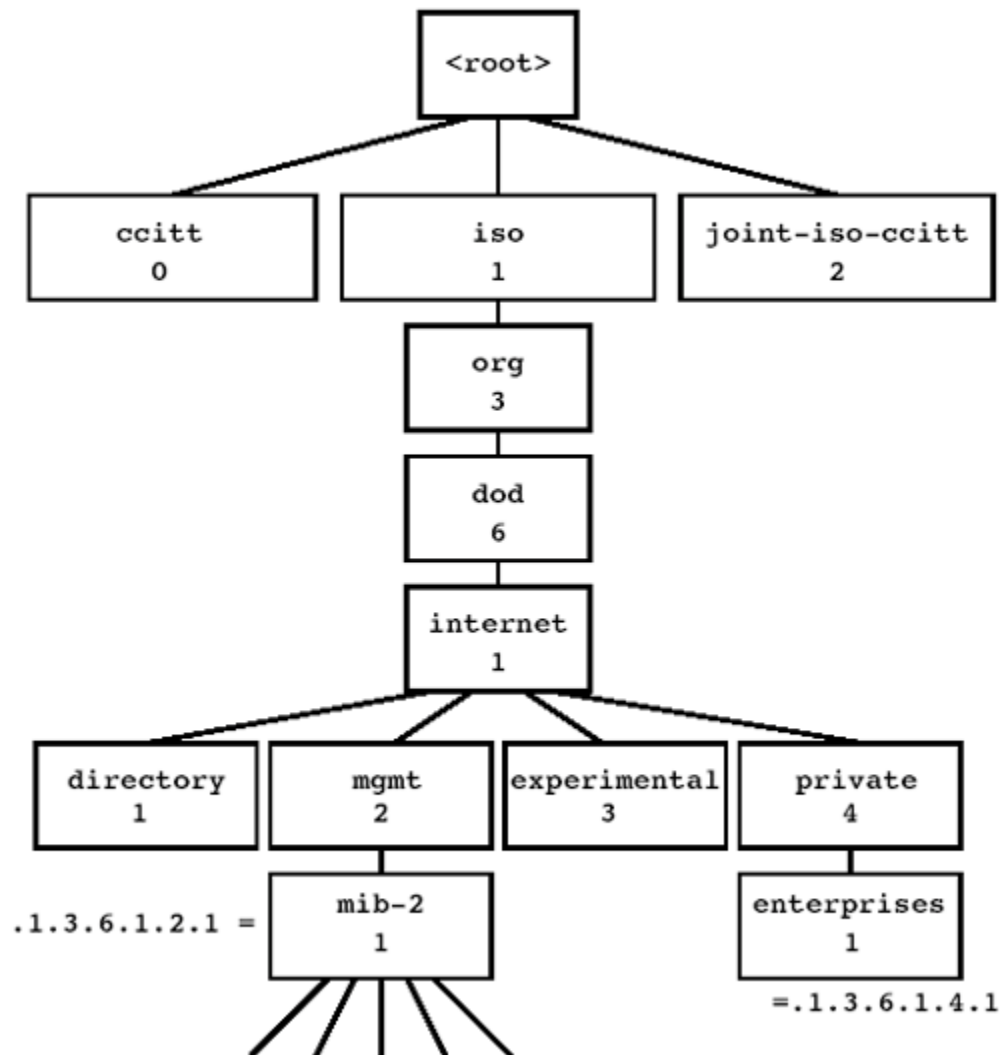 <root>
ccitt
0
iso
1
joint-iso-ccitt
2
org
3
dod
6
internet
1
directory
1
mgmt
2
experimental
3
private
4
.1.3.6.1.2.1 =
mib-2
1
enterprises
1
=.1.3.6.1.4.1